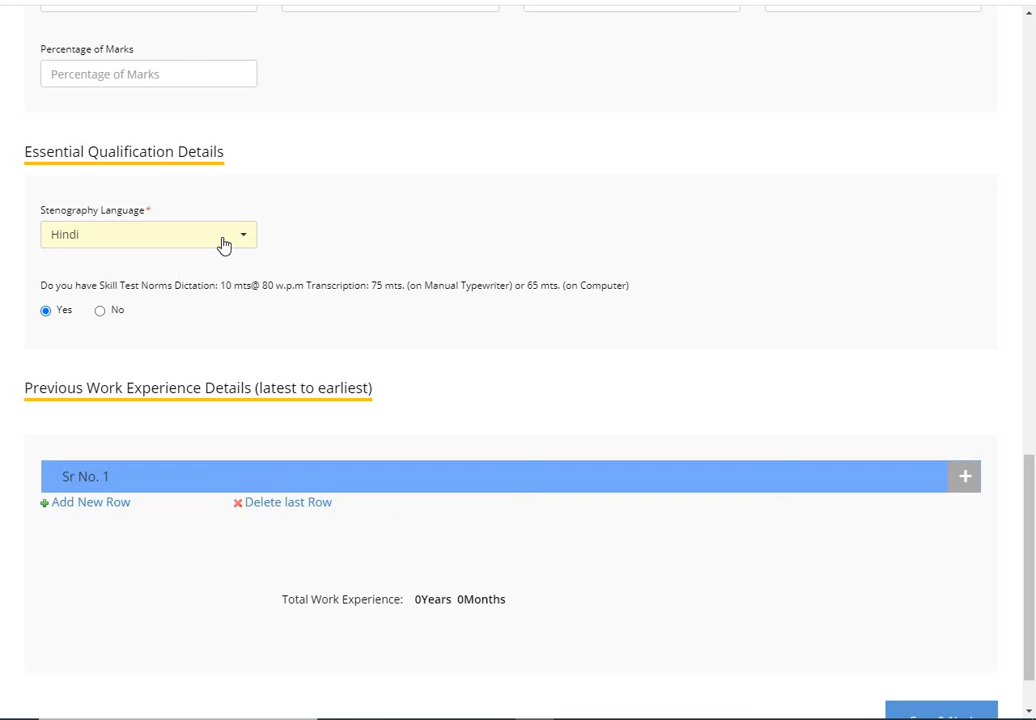 Percentage of Marks
Percentage of Marks
Essential Qualification Details
Stenography Language*
Hindi
Do you have Skill Test Norms Dictation: 10 mts@ 80 w.p.m Transcription: 75 mts. (on Manual Typewriter) or 65 mts. (on Computer)
Yes No
Previous Work Experience Details (latest to earliest)
Sr No. 1 +
Add New Row Delete last Row
Total Work Experience: 0Years 0Months